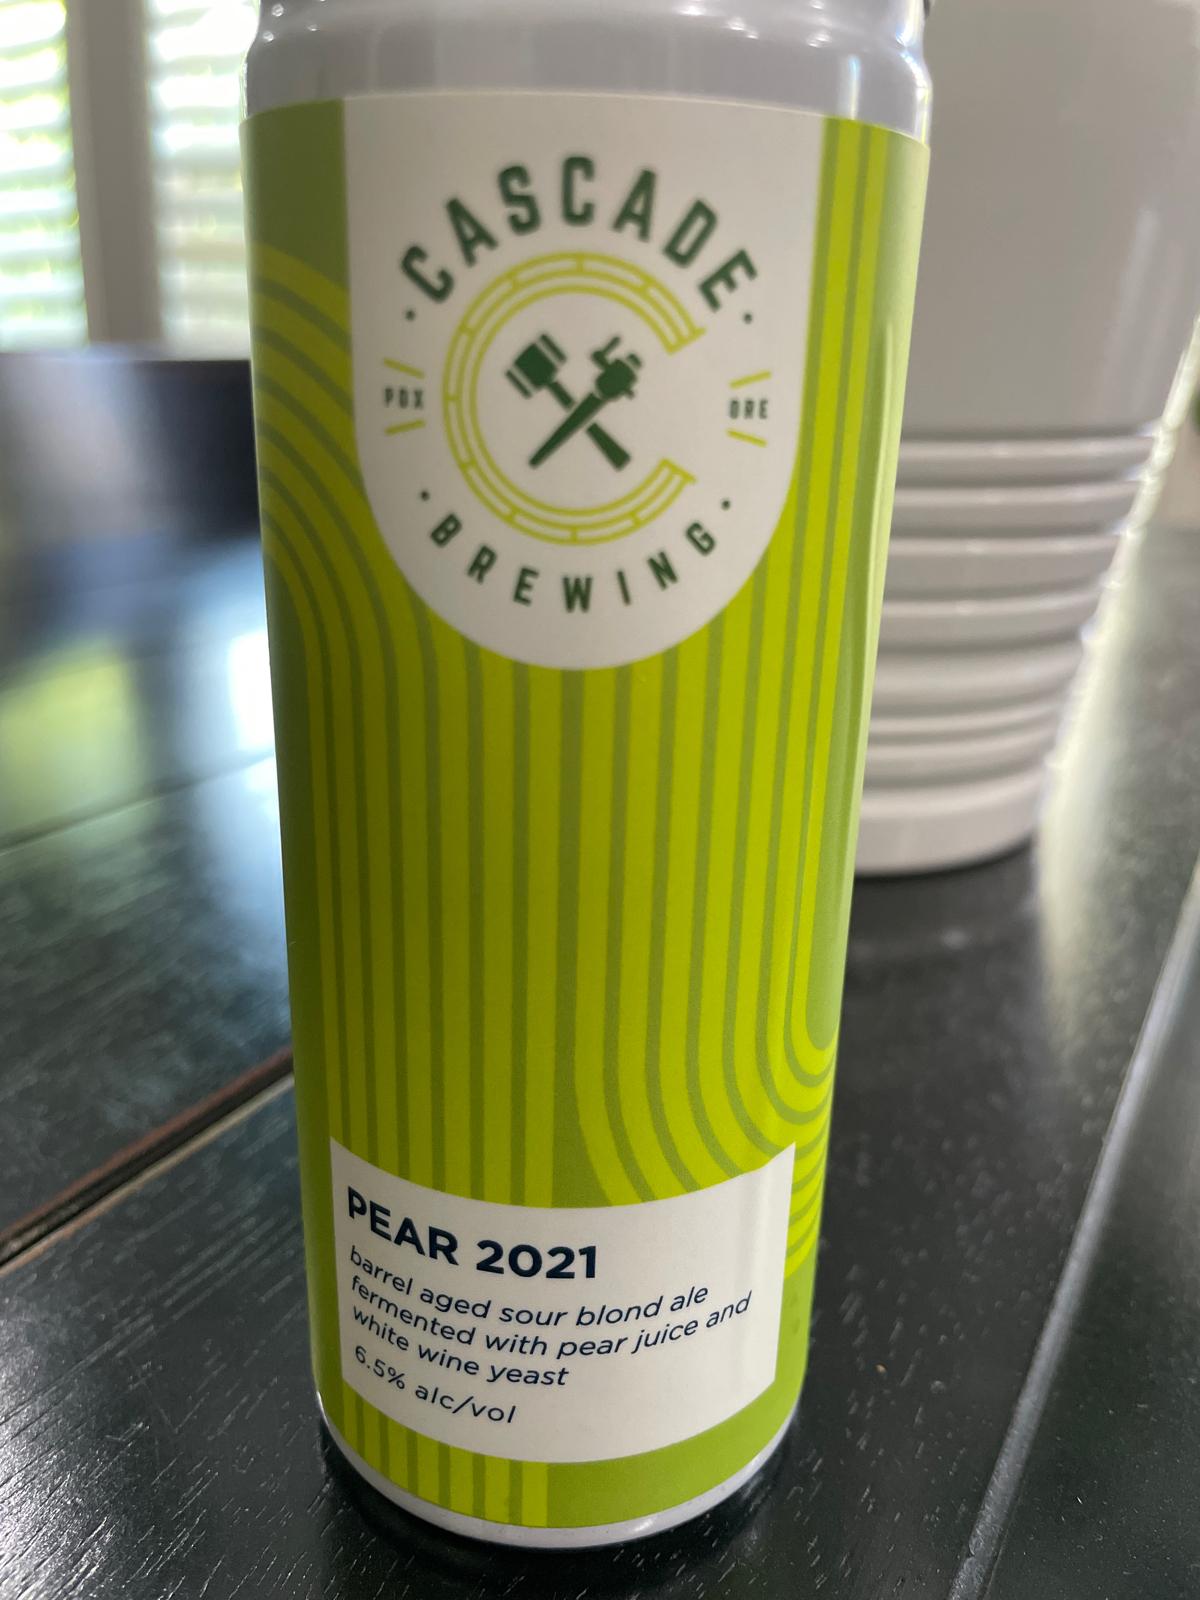 CASCADE
PDX
ORE
BREWING
PEAR 2021
barrel aged sour blond ale
fermented with pear juice and
white wine yeast
6.5% alc/vol